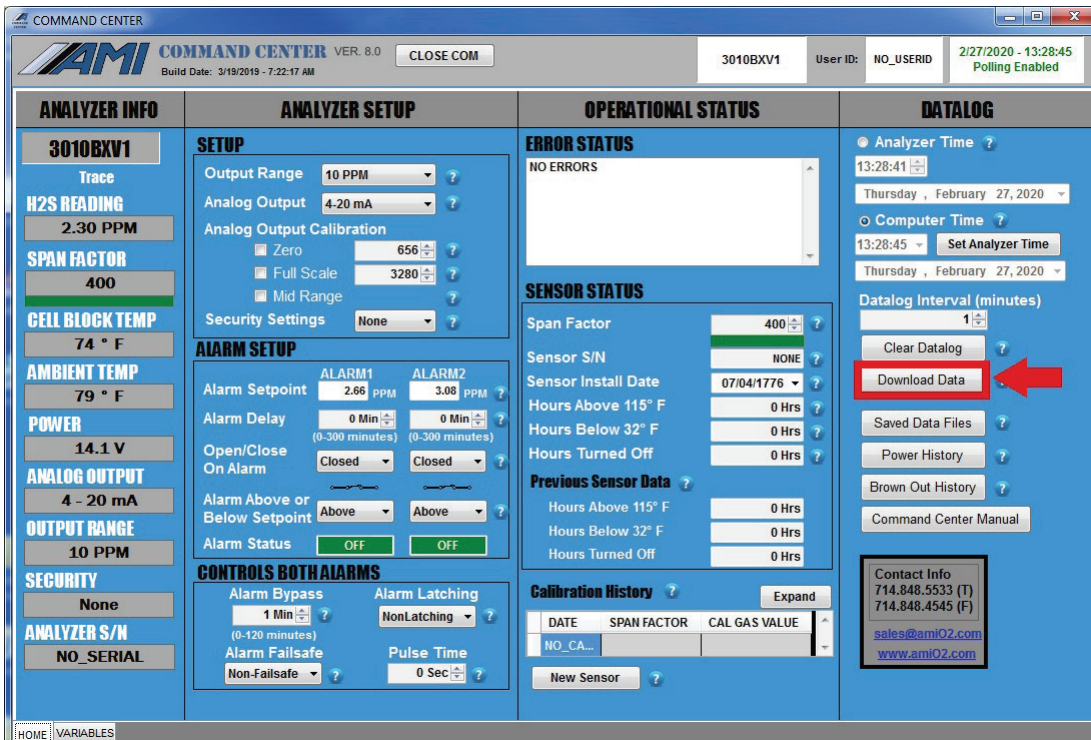 COMMAND CENTER
AMI
COMMAND CENTER VER. 8.0
Build Date: 3/19/2019 - 7:22:17 AM
CLOSE COM
3010BXV1
User ID:
NO_USERID
2/27/2020 - 13:28:45
Polling Enabled
ANALYZER INFO
3010BXV1
Trace
H2S READING
2.30 PPM
SPAN FACTOR
400
CELL BLOCK TEMP
74 ° F
AMBIENT TEMP
79 ° F
POWER
14.1 V
ANALOG OUTPUT
4 - 20 mA
OUTPUT RANGE
10 PPM
SECURITY
None
ANALYZER S/N
NO_SERIAL
ANALYZER SETUP
SETUP
Output Range 10 PPM ?
Analog Output 4-20 mA ?
Analog Output Calibration
Zero 656 ?
Full Scale 3280 ?
Mid Range ?
Security Settings None ?
ALARM SETUP
ALARM1 ALARM2
Alarm Setpoint 2.66 PPM 3.08 PPM ?
Alarm Delay 0 Min 0 Min ?
(0-300 minutes) (0-300 minutes)
Open/Close
On Alarm
Closed Closed ?
Alarm Above or
Below Setpoint
Above Above ?
Alarm Status OFF OFF
CONTROLS BOTH ALARMS
Alarm Bypass Alarm Latching
1 Min ? NonLatching ?
(0-120 minutes)
Alarm Failsafe Pulse Time
Non-Failsafe ? 0 Sec ?
OPERATIONAL STATUS
ERROR STATUS
NO ERRORS
SENSOR STATUS
Span Factor 400 ?
Sensor S/N NONE ?
Sensor Install Date 07/04/1776 ?
Hours Above 115° F 0 Hrs ?
Hours Below 32° F 0 Hrs ?
Hours Turned Off 0 Hrs ?
Previous Sensor Data ?
Hours Above 115° F 0 Hrs
Hours Below 32° F 0 Hrs
Hours Turned Off 0 Hrs
Calibration History ? Expand
DATE SPAN FACTOR CAL GAS VALUE
NO_CA...
New Sensor ?
DATALOG
Analyzer Time ?
13:28:41
Thursday , February 27, 2020
Computer Time ?
13:28:45 Set Analyzer Time
Thursday , February 27, 2020
Datalog Interval (minutes)
1
Clear Datalog ?
Download Data
Saved Data Files ?
Power History ?
Brown Out History ?
Command Center Manual
Contact Info
714.848.5533 (T)
714.848.4545 (F)
sales@amiO2.com
www.amiO2.com
HOME VARIABLES